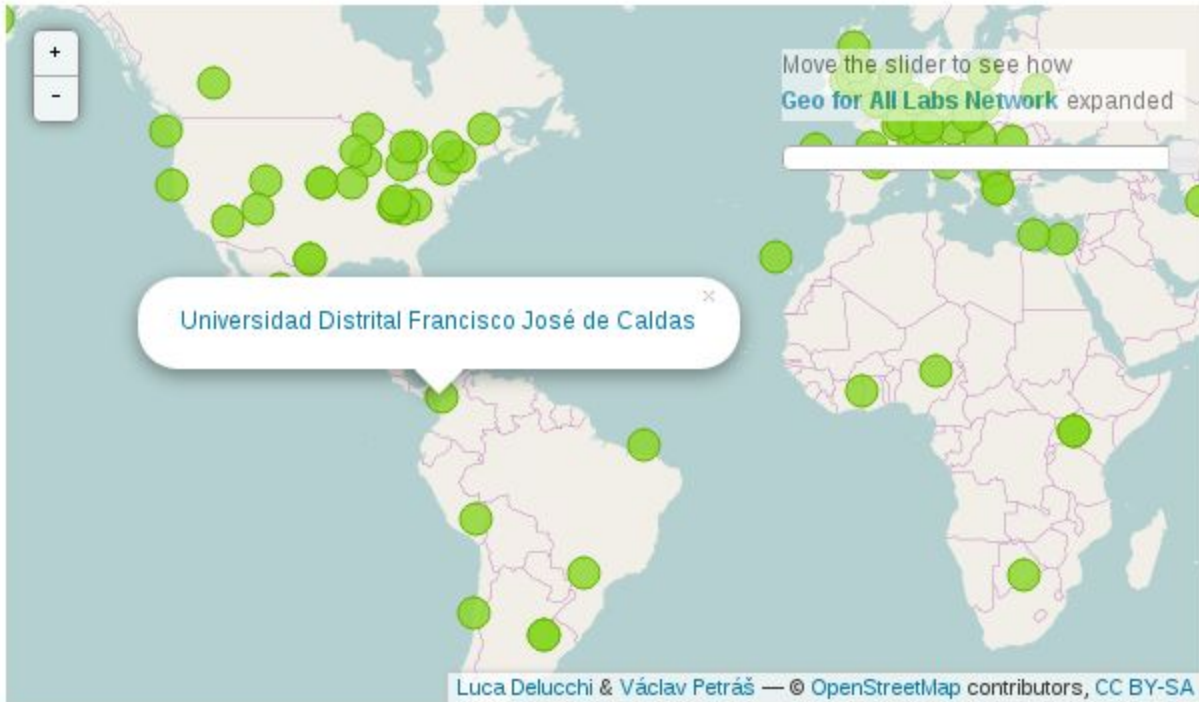 +
-
Move the slider to see how
Geo for All Labs Network expanded
×
Universidad Distrital Francisco José de Caldas
Luca Delucchi & Václav Petráš — © OpenStreetMap contributors, CC BY-SA